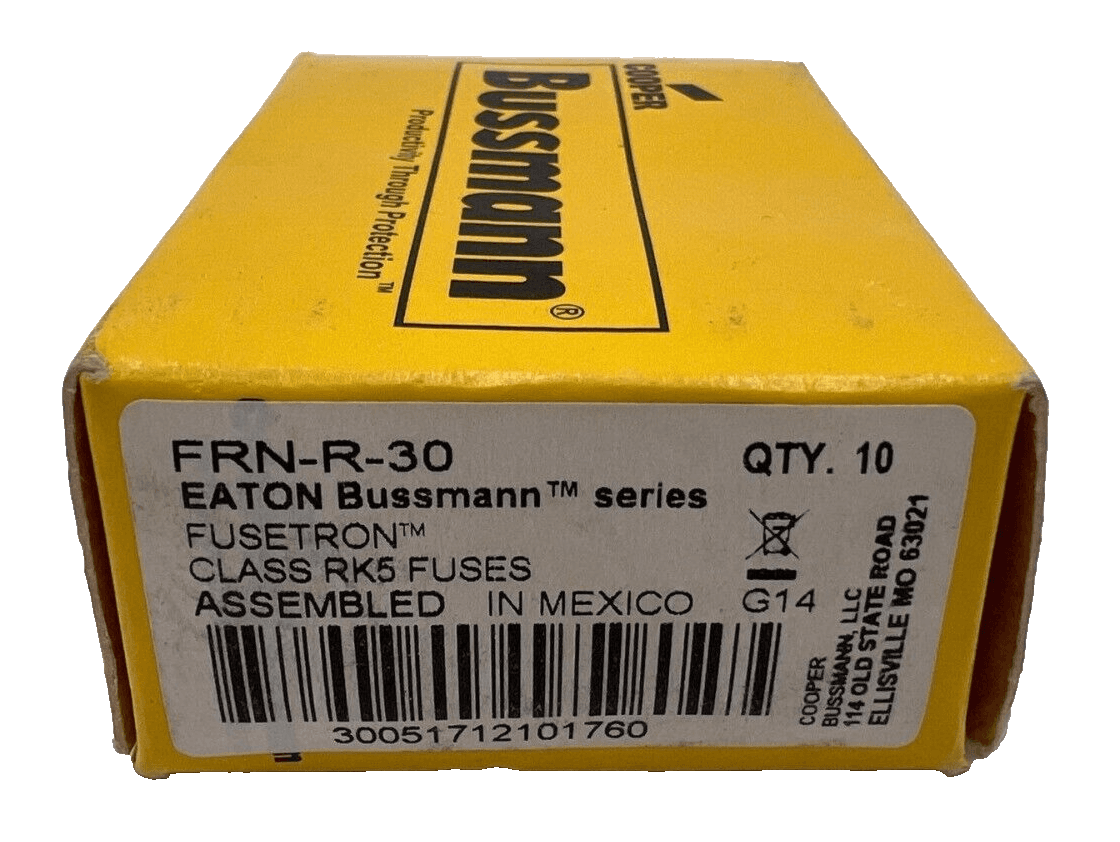 COOPER
Bussmann®
Productivity Through Protection™
FRN-R-30
QTY. 10
EATON Bussmann™ series
FUSETRON™
CLASS RK5 FUSES
ASSEMBLED IN MEXICO G14
30051712101760
COOPER
BUSSMANN, LLC
114 OLD STATE ROAD
ELLISVILLE MO 63021
n